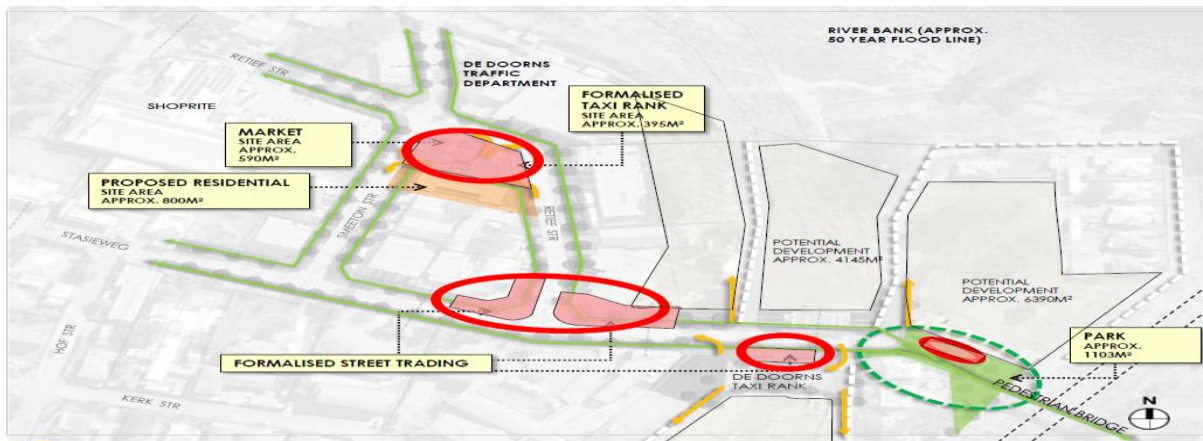 RIVER BANK (APPROX.
50 YEAR FLOOD LINE)
RETIEF STR
DE DOORNS
TRAFFIC
DEPARTMENT
SHOPRITE
FORMALISED
TAXI RANK
SITE AREA
APPROX. 395M²
MARKET
SITE AREA
APPROX.
590M²
PROPOSED RESIDENTIAL
SITE AREA
APPROX. 800M²
SMEETON STR
RETIEF STR
STASIEWEG
POTENTIAL
DEVELOPMENT
APPROX. 4145M²
POTENTIAL
DEVELOPMENT
APPROX. 6390M²
HOF STR
FORMALISED STREET TRADING
PARK
APPROX.
1103M²
DE DOORNS
TAXI RANK
KERK STR
PEDESTRIAN BRIDGE
N